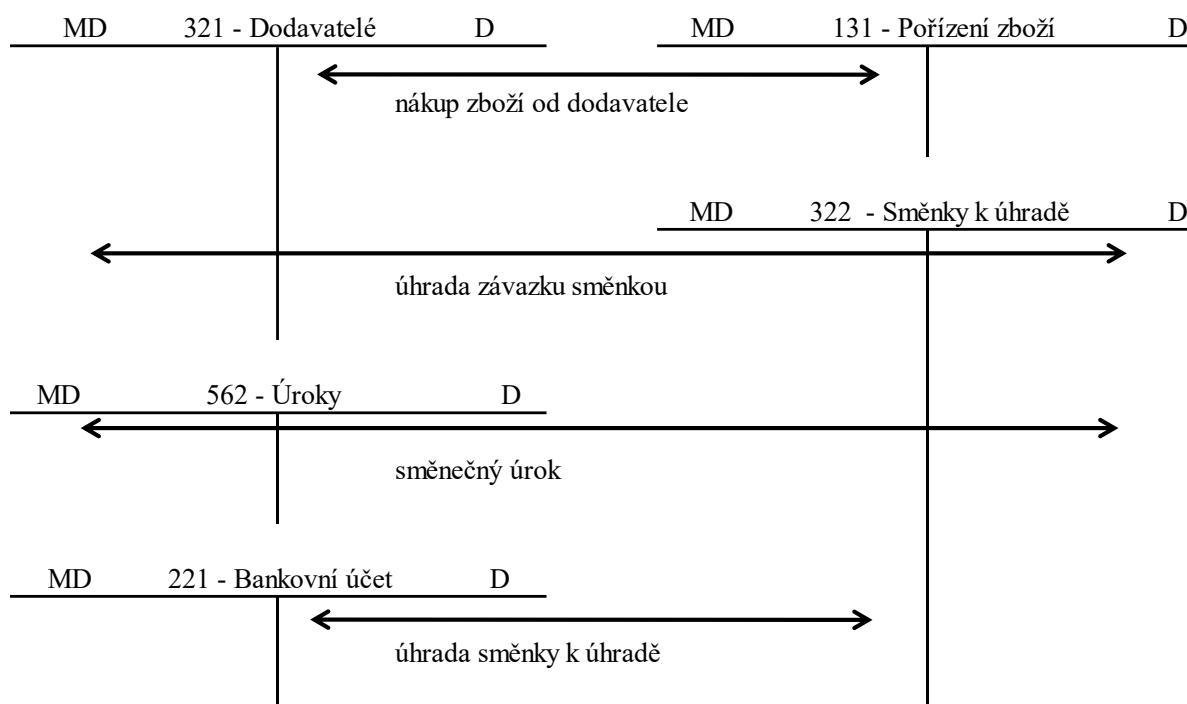 MD 321 - Dodavatelé D MD 131 - Pořízení zboží D
nákup zboží od dodavatele
MD 322 - Směnky k úhradě D
úhrada závazku směnkou
MD 562 - Úroky D
směnečný úrok
MD 221 - Bankovní účet D
úhrada směnky k úhradě